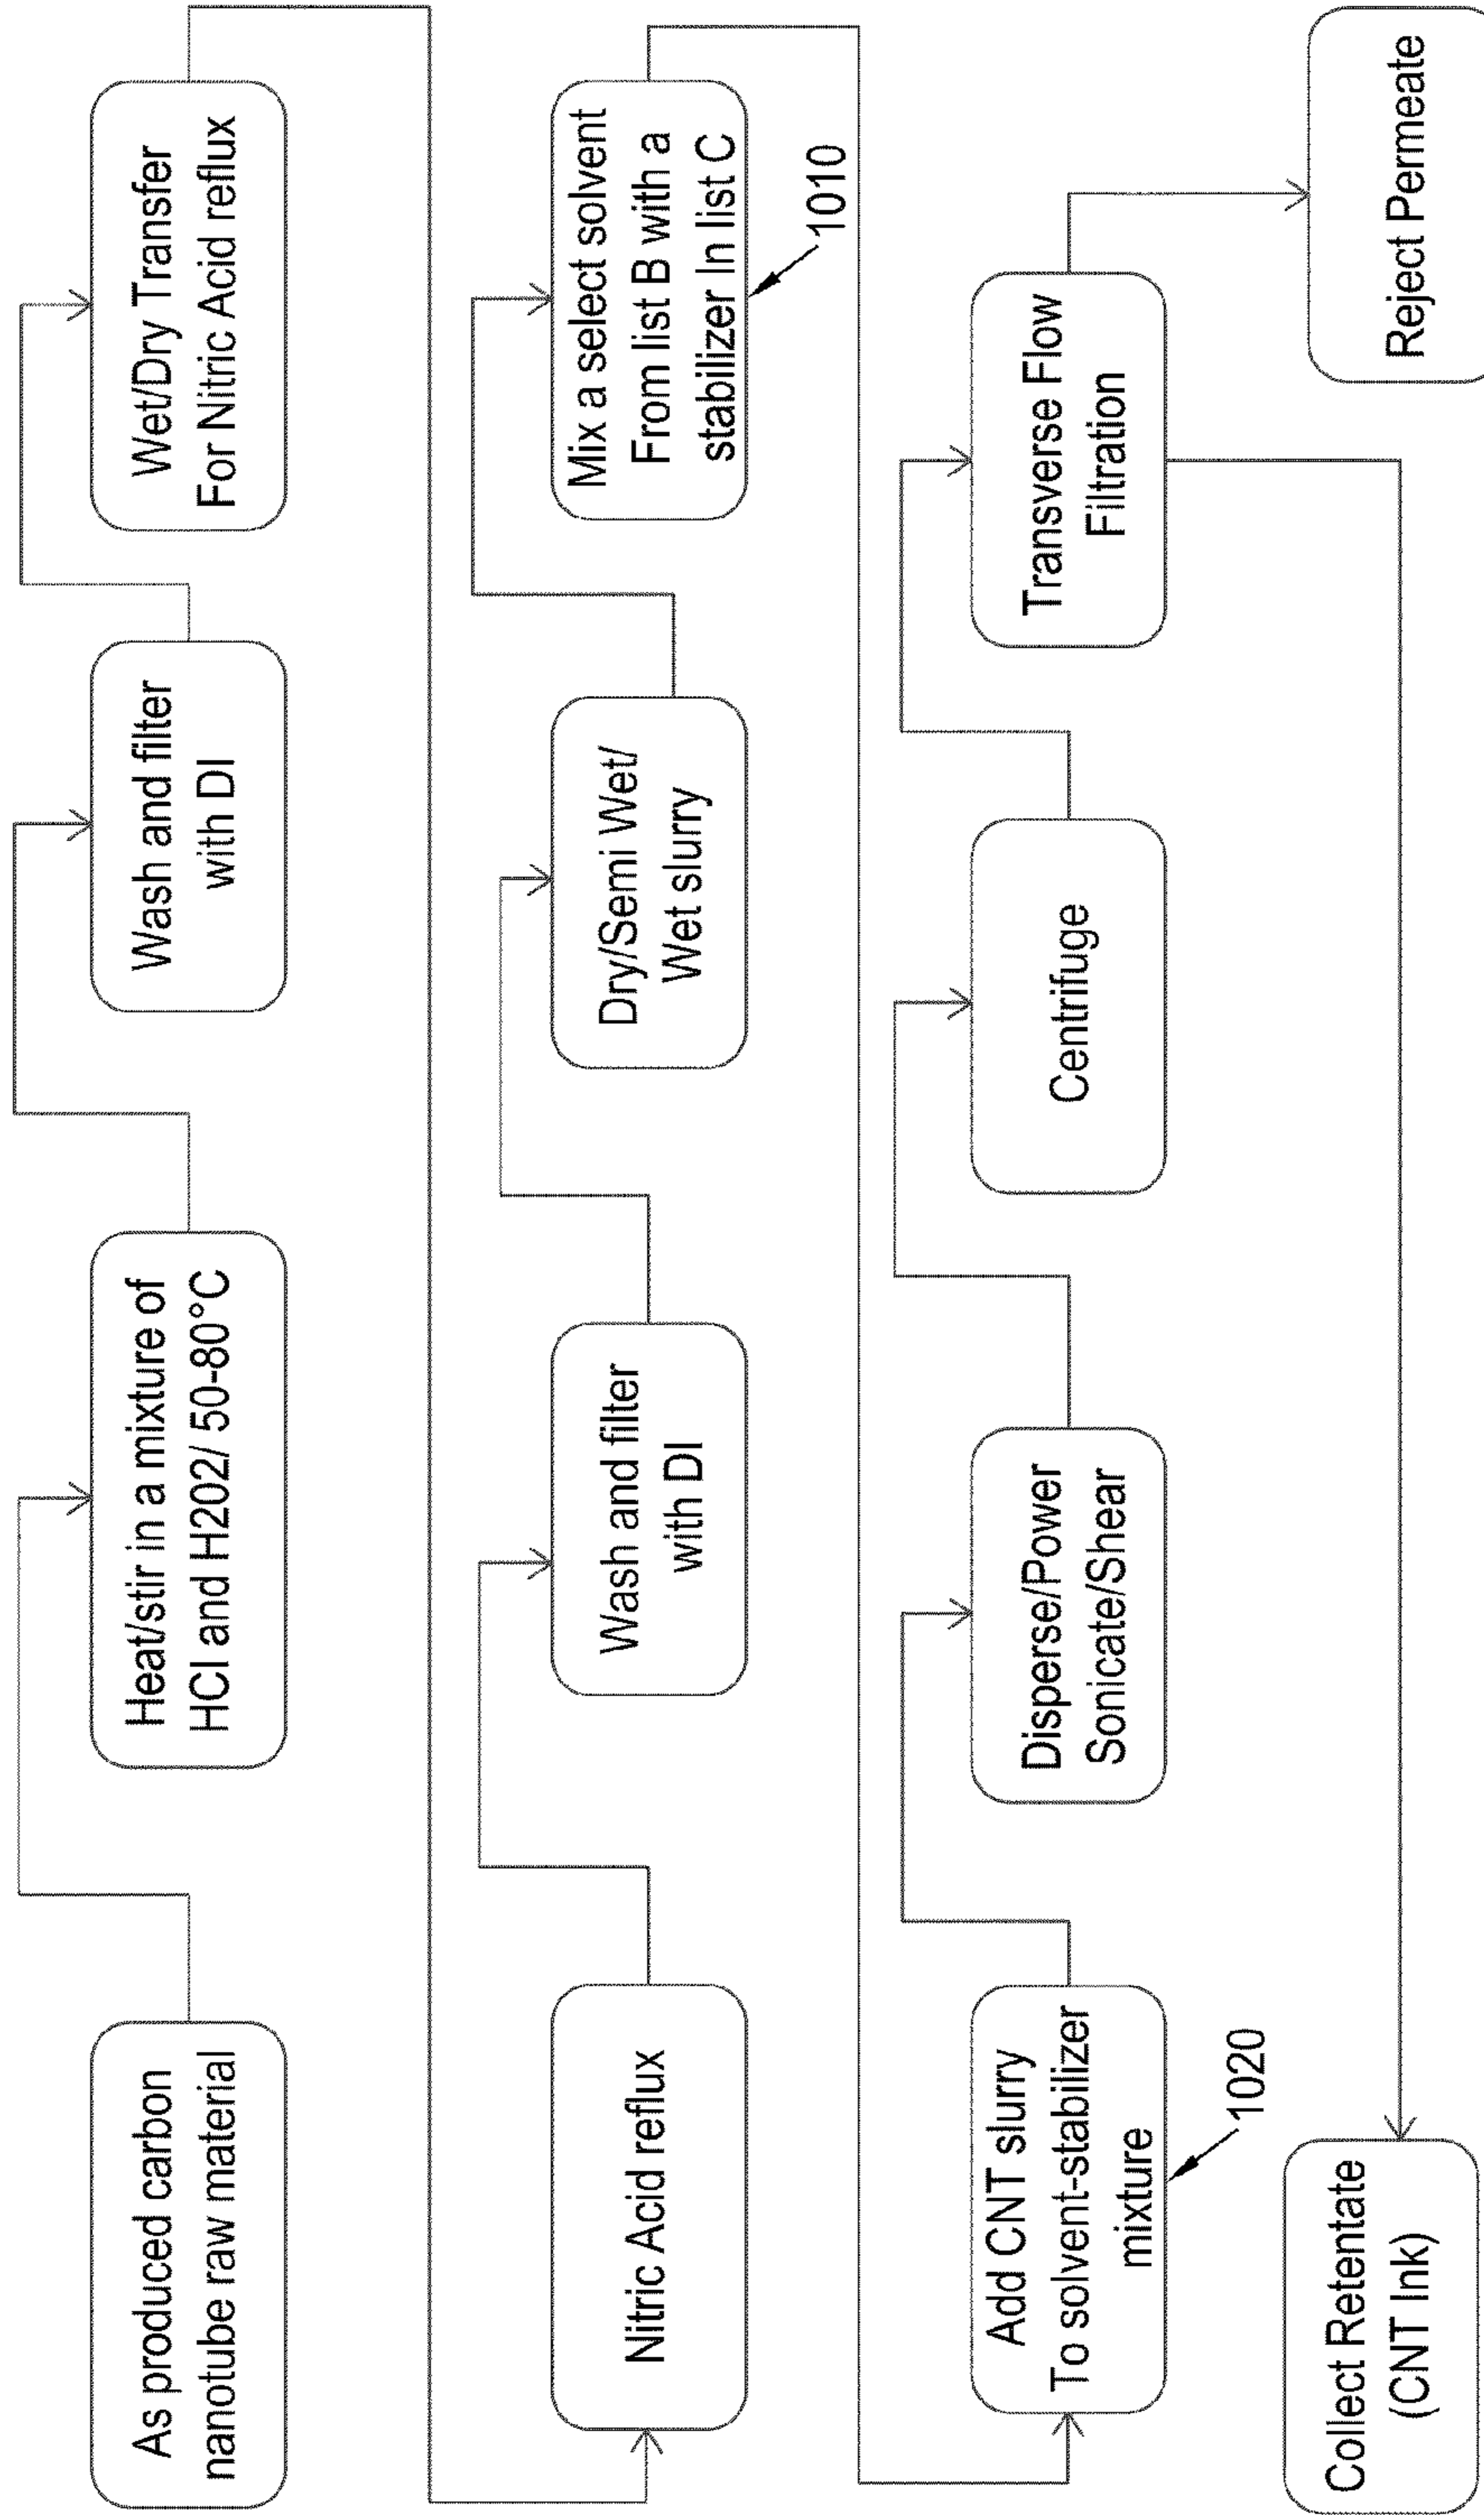 As produced carbon
nanotube raw material
Heat/stir in a mixture of
HCl and H202/ 50-80°C
Wash and filter
with DI
Wet/Dry Transfer
For Nitric Acid reflux
Nitric Acid reflux
Wash and filter
with DI
Dry/Semi Wet/
Wet slurry
Mix a select solvent
From list B with a
stabilizer In list C
1010
Add CNT slurry
To solvent-stabilizer
mixture
1020
Disperse/Power
Sonicate/Shear
Centrifuge
Transverse Flow
Filtration
Collect Retentate
(CNT Ink)
Reject Permeate